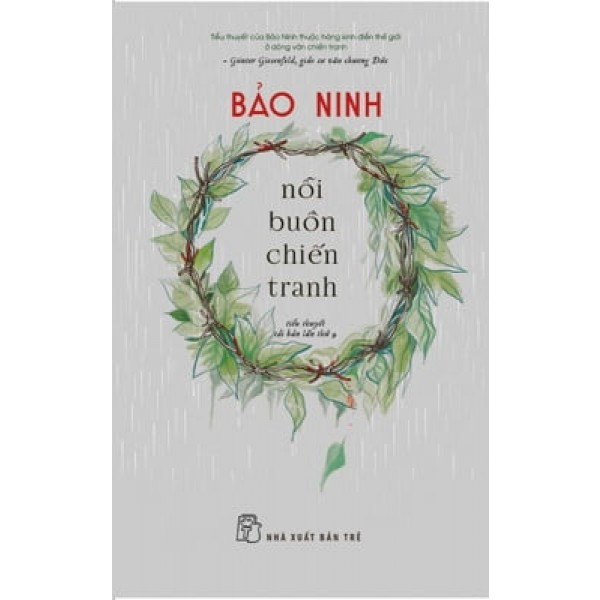 Tiểu thuyết của Bảo Ninh thuộc hàng kinh điển thế giới
ở dòng văn chiến tranh
– Günter Giesenfeld, giáo sư văn chương Đức
BẢO NINH
nỗi
buồn
chiến
tranh
tiểu thuyết
tái bản lần thứ 9
NHÀ XUẤT BẢN TRẺ